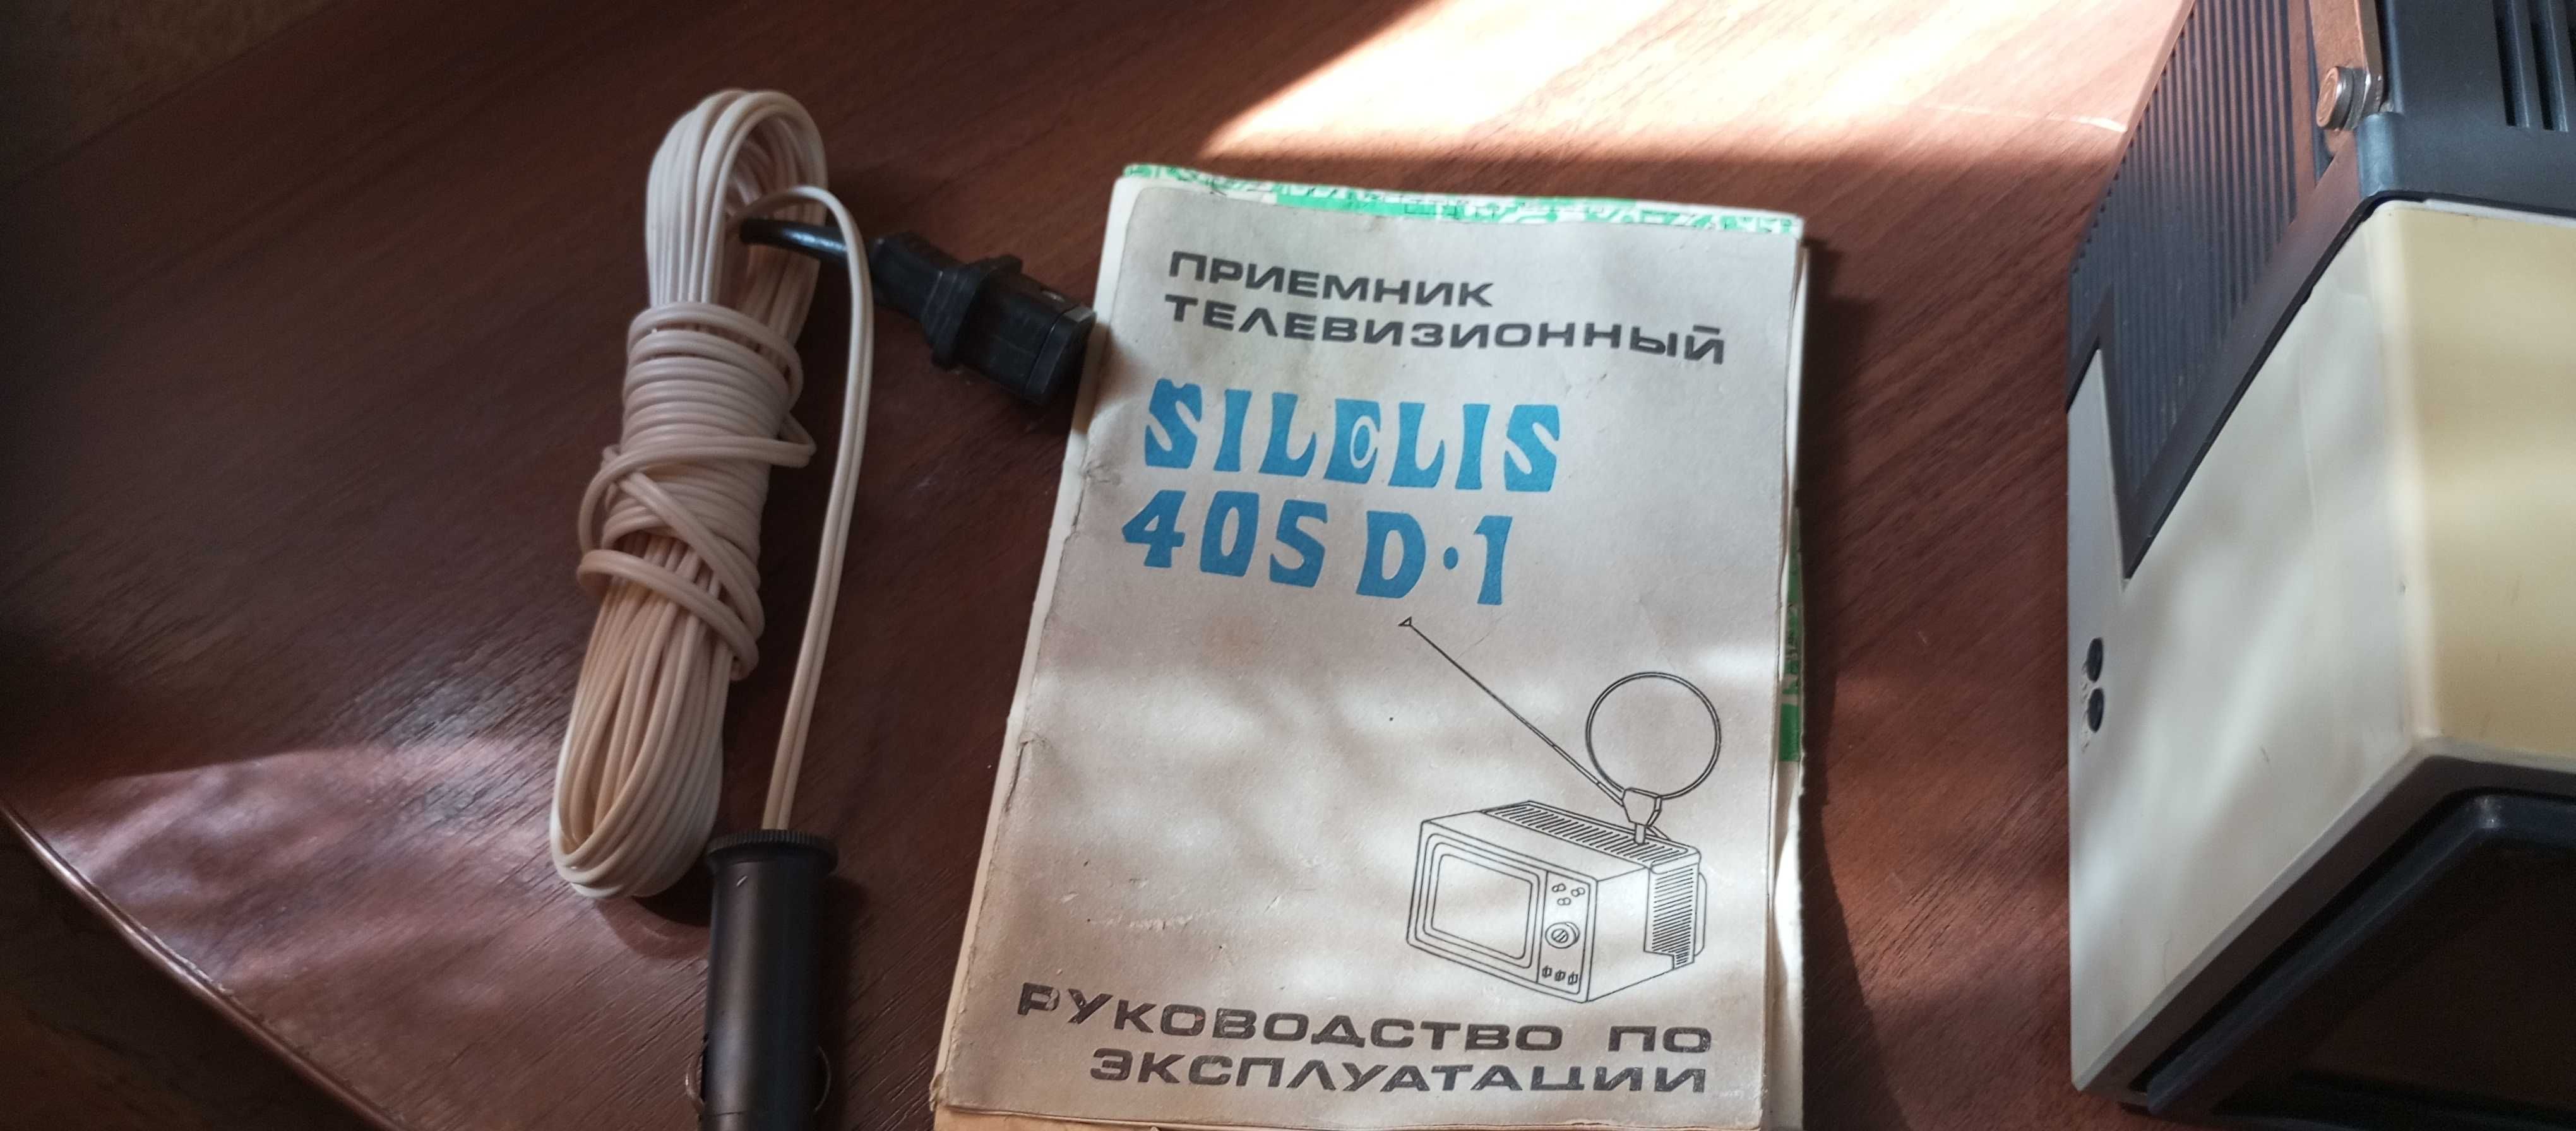 ПРИЕМНИК
ТЕЛЕВИЗИОННЫЙ
SILELIS
405 D·1
РУКОВОДСТВО ПО
ЭКСПЛУАТАЦИИ